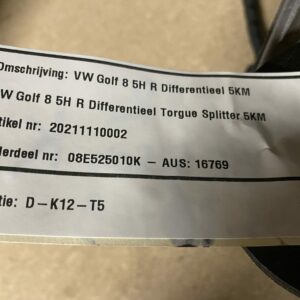 Omschrijving: VW Golf 8 5H R Differentieel 5KM
VW Golf 8 5H R Differentieel Torgue Splitter 5KM
tikel nr: 20211110002
derdeel nr: 08E525010K – AUS: 16769
tie: D–K12–T5